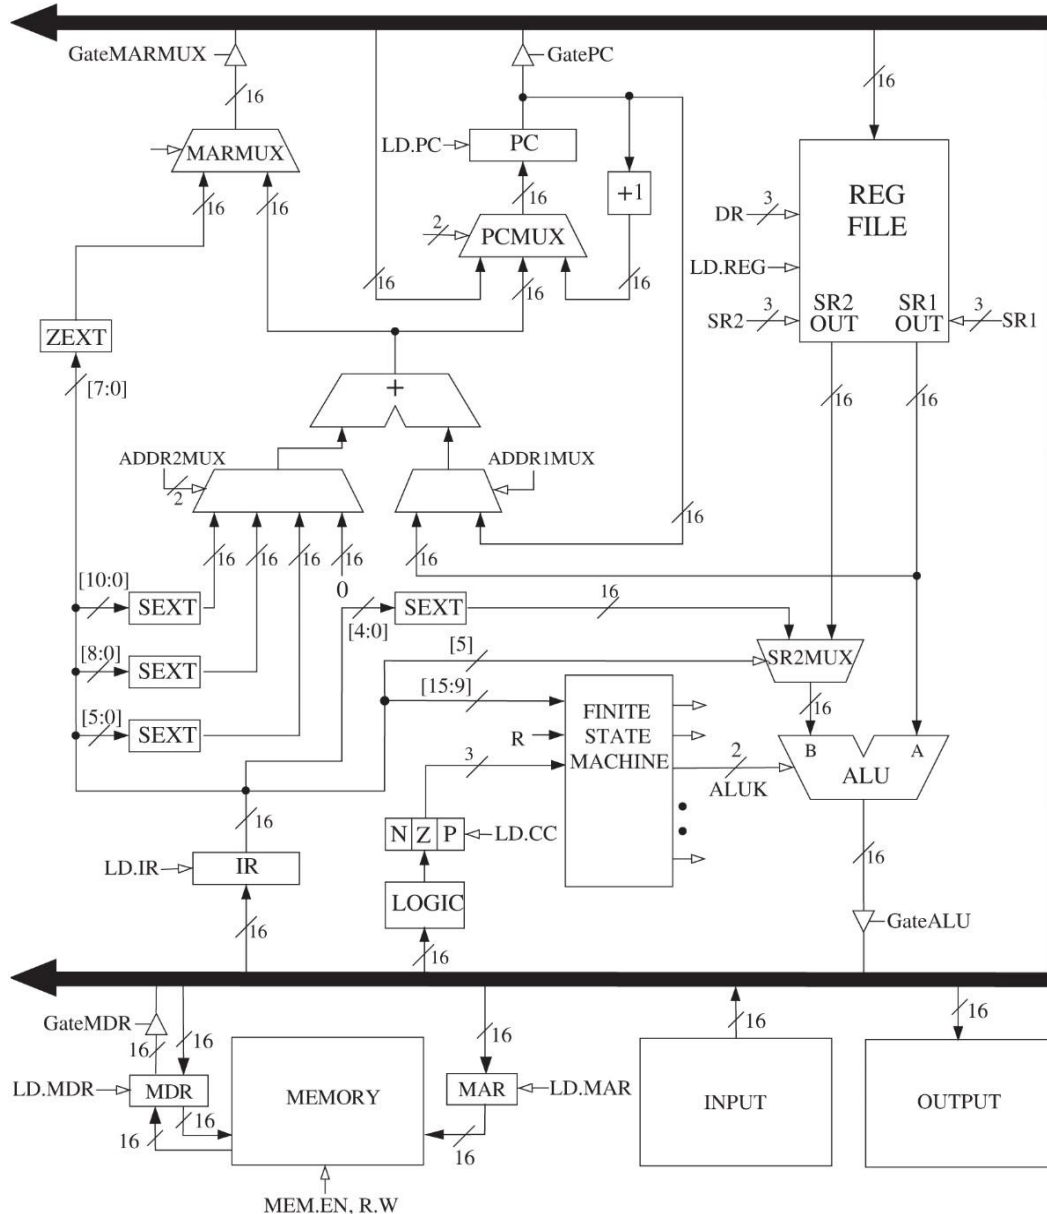 GateMARMUX
GatePC
16
16
MARMUX
LD.PC
PC
+1
REG
FILE
16
16
16
DR
3
2
PCMUX
LD.REG
16
16
16
SR2
OUT
SR1
OUT
SR2
3
3
SR1
ZEXT
[7:0]
+
16
16
ADDR2MUX
2
ADDR1MUX
16
16
16
16
16
16
[10:0]
SEXT
0
[4:0]
SEXT
16
[8:0]
SEXT
[5]
SR2MUX
[15:9]
16
[5:0]
SEXT
FINITE
STATE
MACHINE
R
3
2
ALUK
B
A
ALU
16
N Z P
LD.CC
LD.IR
IR
16
LOGIC
16
16
GateALU
GateMDR
16
16
16
16
16
LD.MDR
MDR
MEMORY
MAR
LD.MAR
INPUT
OUTPUT
16
16
16
MEM.EN, R.W